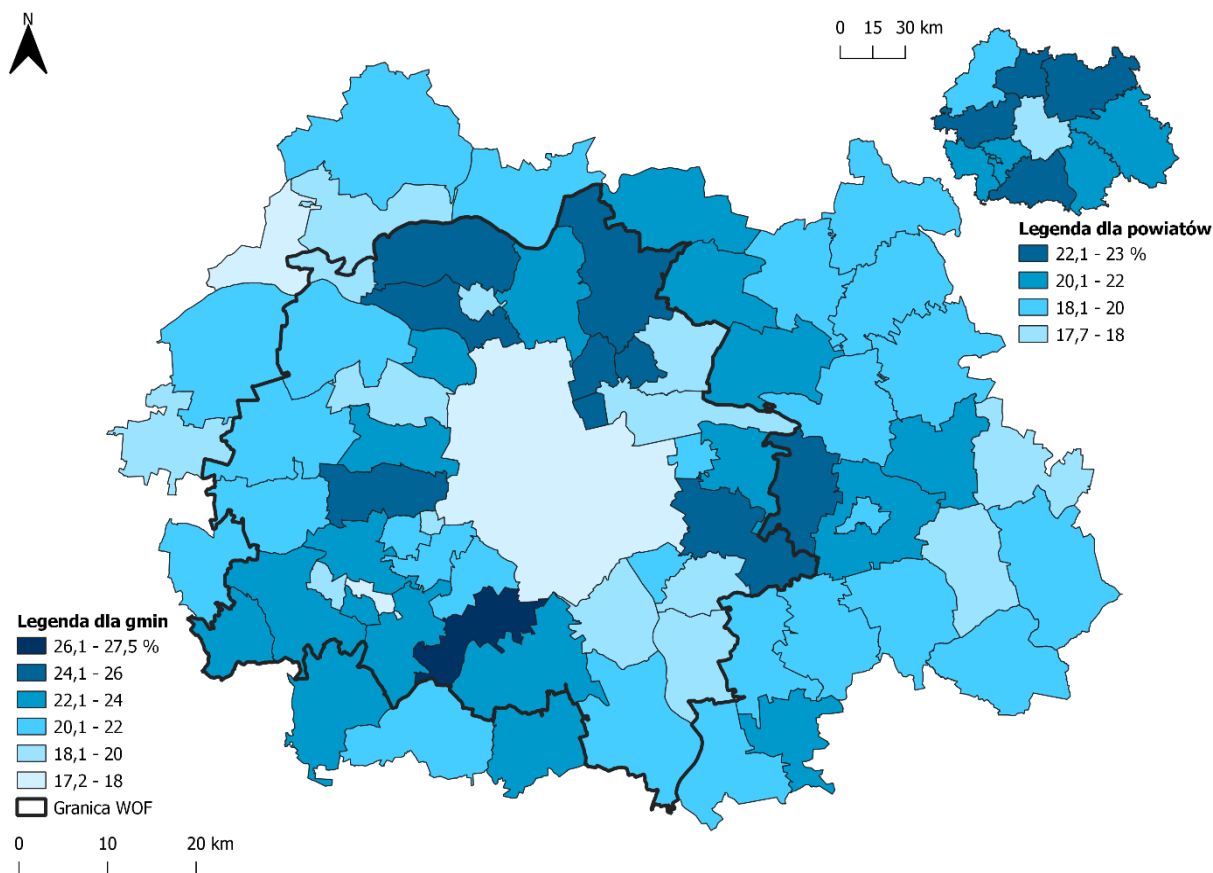 N
0 15 30 km
Legenda dla powiatów
22,1 - 23 %
20,1 - 22
18,1 - 20
17,7 - 18
Legenda dla gmin
26,1 - 27,5 %
24,1 - 26
22,1 - 24
20,1 - 22
18,1 - 20
17,2 - 18
Granica WOF
0 10 20 km